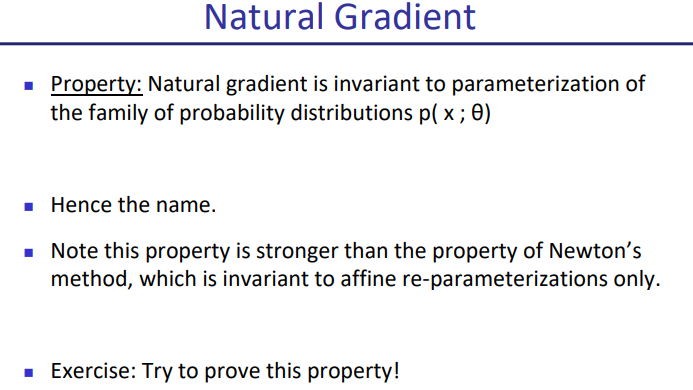 Natural Gradient
▪ Property: Natural gradient is invariant to parameterization of
the family of probability distributions p( x ; θ)
▪ Hence the name.
▪ Note this property is stronger than the property of Newton’s
method, which is invariant to affine re-parameterizations only.
▪ Exercise: Try to prove this property!